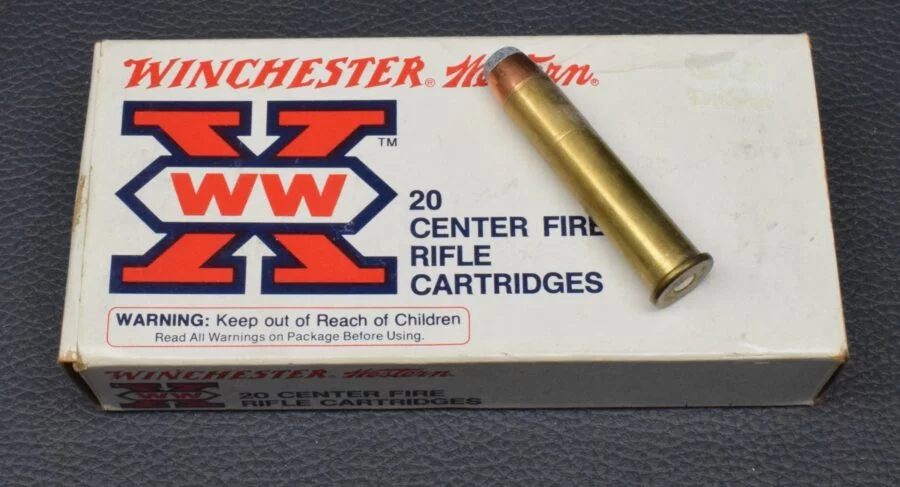 WINCHESTER® Western®
WW
TM
20
CENTER FIRE
RIFLE
CARTRIDGES
WARNING: Keep out of Reach of Children
Read All Warnings on Package Before Using.
WINCHESTER Western
WW
20 CENTER FIRE
RIFLE CARTRIDGES